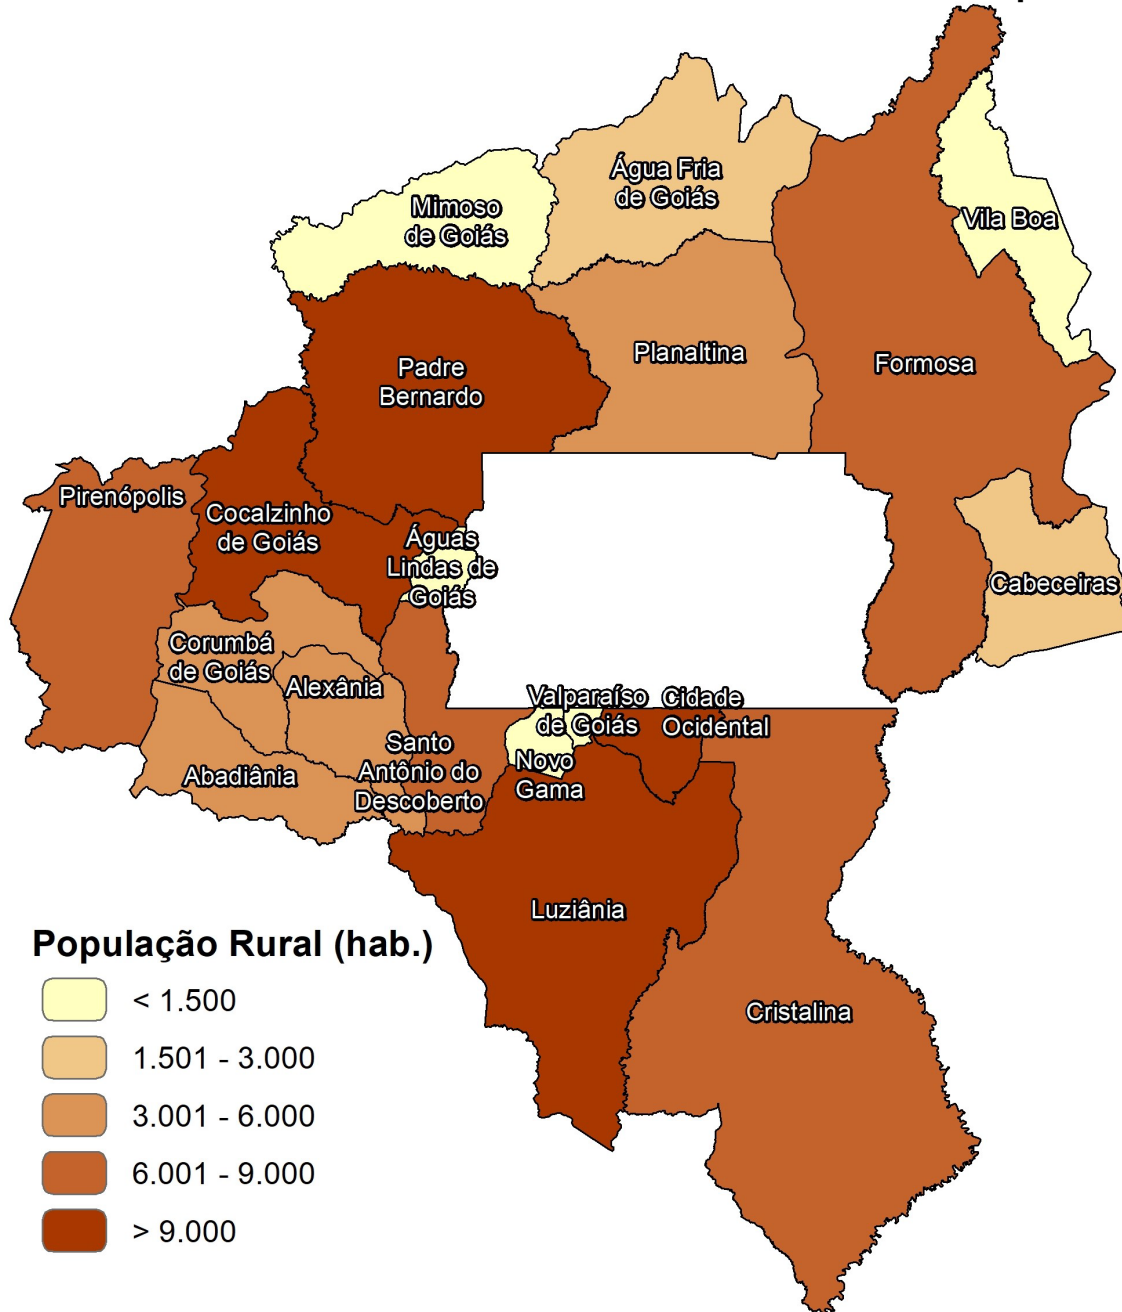 Água Fria
de Goiás
Mimoso
de Goiás
Vila Boa
Planaltina
Formosa
Padre
Bernardo
Pirenópolis
Cocalzinho
de Goiás
Águas
Lindas de
Goiás
Cabeceiras
Corumbá
de Goiás
Alexânia
Valparaíso
de Goiás
Cidade
Ocidental
Santo
Antônio do
Descoberto
Novo
Gama
Abadiânia
Luziânia
Cristalina
População Rural (hab.)
< 1.500
1.501 - 3.000
3.001 - 6.000
6.001 - 9.000
> 9.000